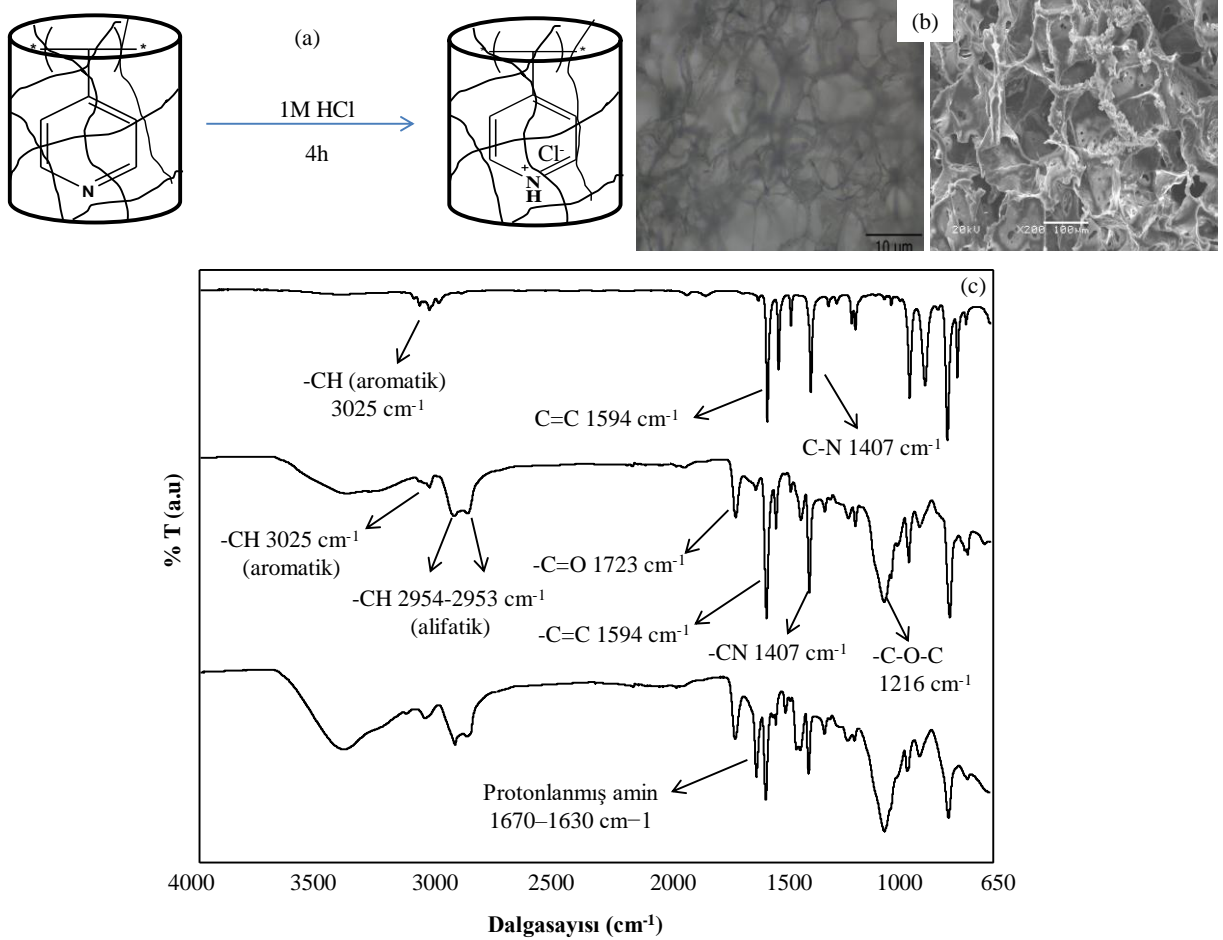 (a)
* *
* *
1M HCl
4h
N
Cl-
+
N
H
(b)
10 µm
20kU X200 100µm
(c)
-CH (aromatik)
3025 cm-1
C=C 1594 cm-1
C-N 1407 cm-1
-CH 3025 cm-1
(aromatik)
-CH 2954-2953 cm-1
(alifatik)
-C=O 1723 cm-1
-C=C 1594 cm-1
-CN 1407 cm-1
-C-O-C
1216 cm-1
Protonlanmış amin
1670–1630 cm−1
% T (a.u)
4000 3500 3000 2500 2000 1500 1000 650
Dalgasayısı (cm-1)